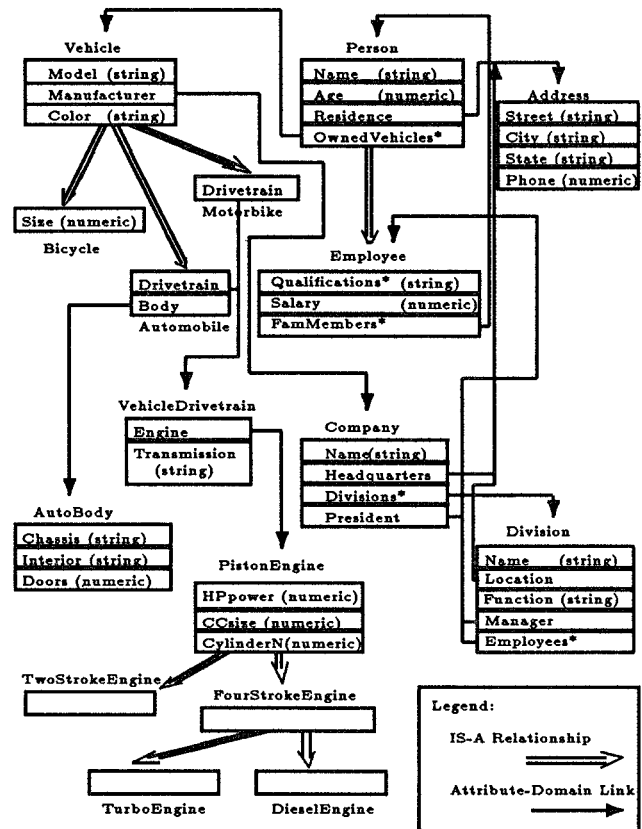 Vehicle
Model (string)
Manufacturer
Color (string)
Person
Name (string)
Age (numeric)
Residence
OwnedVehicles*
Address
Street (string)
City (string)
State (string)
Phone (numeric)
Size (numeric)
Bicycle
Drivetrain
Motorbike
Drivetrain
Body
Automobile
Employee
Qualifications* (string)
Salary (numeric)
FamMembers*
VehicleDrivetrain
Engine
Transmission
(string)
Company
Name(string)
Headquarters
Divisions*
President
AutoBody
Chassis (string)
Interior (string)
Doors (numeric)
Division
Name (string)
Location
Function (string)
Manager
Employees*
PistonEngine
HPpower (numeric)
CCsize (numeric)
CylinderN(numeric)
TwoStrokeEngine
FourStrokeEngine
TurboEngine
DieselEngine
Legend:
IS-A Relationship
Attribute-Domain Link